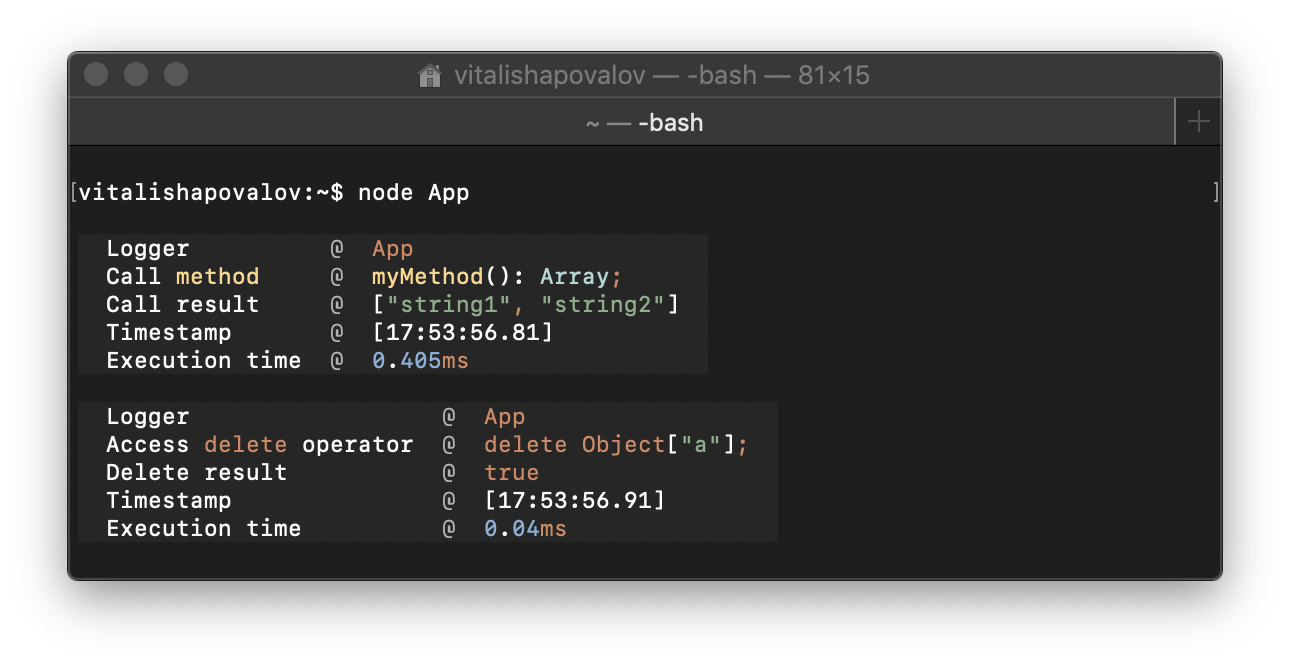 vitalishapovalov — -bash — 81×15
~ — -bash
[vitalishapovalov:~$ node App ]
Logger @ App
Call method @ myMethod(): Array;
Call result @ ["string1", "string2"]
Timestamp @ [17:53:56.81]
Execution time @ 0.405ms
Logger @ App
Access delete operator @ delete Object["a"];
Delete result @ true
Timestamp @ [17:53:56.91]
Execution time @ 0.04ms